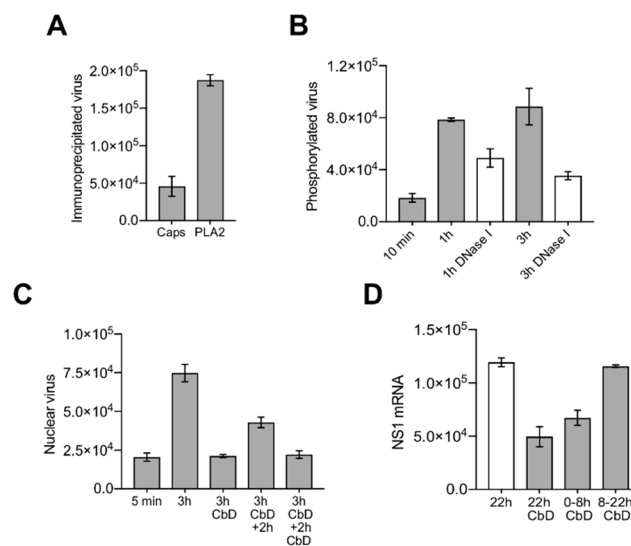 A
Immunoprecipitated virus
2.0×10⁵
1.5×10⁵
1.0×10⁵
5.0×10⁴
0.0
Caps PLA2
B
Phosphorylated virus
1.2×10⁵
8.0×10⁴
4.0×10⁴
0.0
10 min
1h
1h DNase I
3h
3h DNase I
C
Nuclear virus
1.0×10⁵
7.5×10⁴
5.0×10⁴
2.5×10⁴
0.0
5 min 3h 3h 3h 3h
CbD CbD CbD
+2h +2h
CbD
D
NS1 mRNA
1.5×10⁵
1.0×10⁵
5.0×10⁴
0.0
22h 22h 0-8h 8-22h
CbD CbD CbD